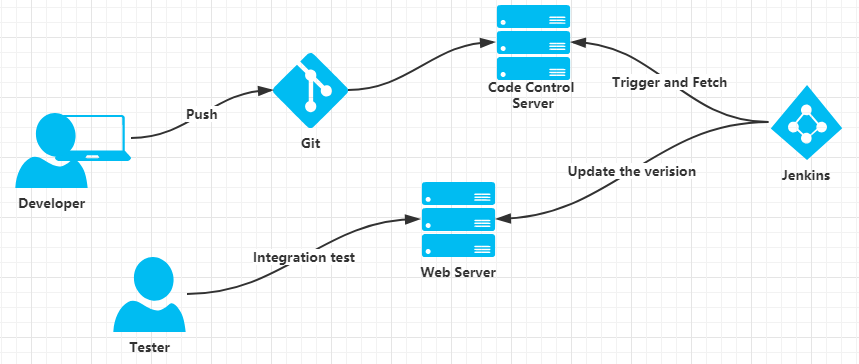 Code Control
Server
Trigger and Fetch
Push
Git
Update the verision
Jenkins
Developer
Integration test
Web Server
Tester